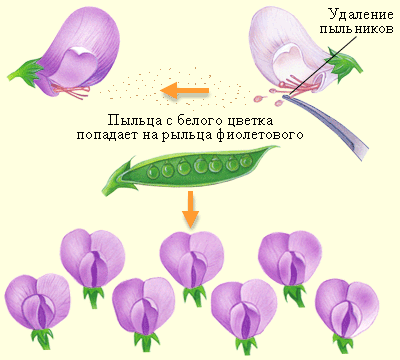 Удаление
пыльников
Пыльца с белого цветка
попадает на рыльца фиолетового